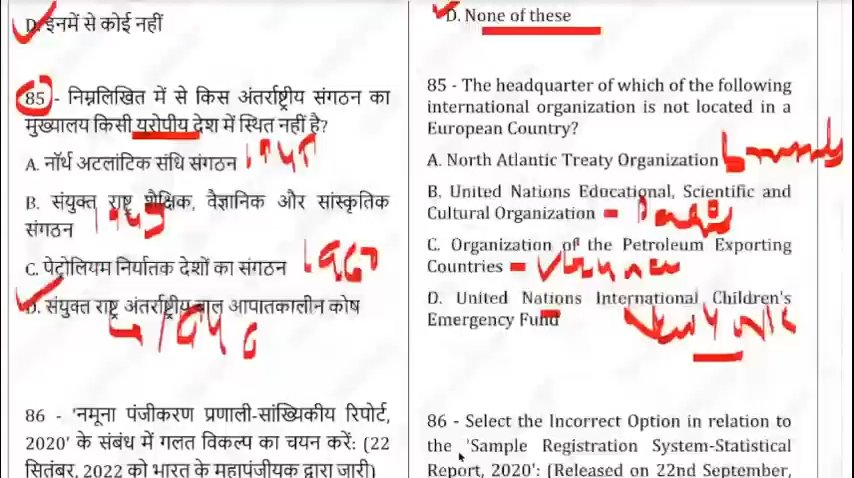 D. इनमें से कोई नहीं
85 - निम्नलिखित में से किस अंतर्राष्ट्रीय संगठन का
मुख्यालय किसी यूरोपीय देश में स्थित नहीं है?
A. नॉर्थ अटलांटिक संधि संगठन
B. संयुक्त राष्ट्र शैक्षिक, वैज्ञानिक और सांस्कृतिक
संगठन
C. पेट्रोलियम निर्यातक देशों का संगठन 1960
D. संयुक्त राष्ट्र अंतर्राष्ट्रीय बाल आपातकालीन कोष
86 - 'नमूना पंजीकरण प्रणाली-सांख्यिकीय रिपोर्ट,
2020' के संबंध में गलत विकल्प का चयन करें: (22
सितंबर, 2022 को भारत के महापंजीयक द्वारा जारी)
D. None of these
85 - The headquarter of which of the following
international organization is not located in a
European Country?
A. North Atlantic Treaty Organization
B. United Nations Educational, Scientific and
Cultural Organization
C. Organization of the Petroleum Exporting
Countries
D. United Nations International Children's
Emergency Fund
New York
86 - Select the Incorrect Option in relation to
the 'Sample Registration System-Statistical
Report, 2020': (Released on 22nd September,